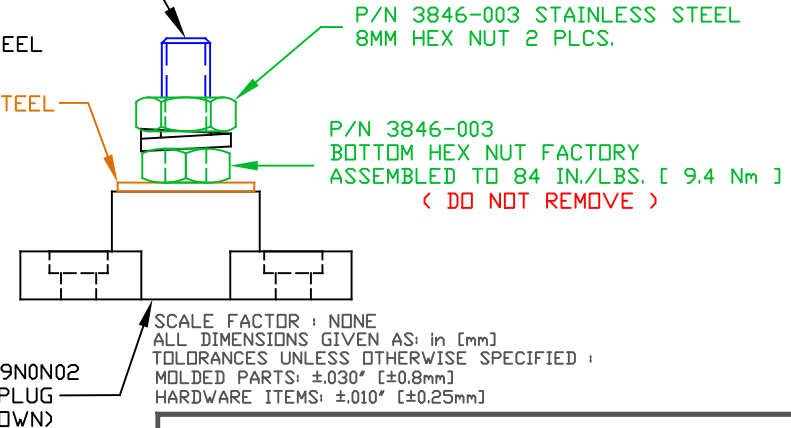 P/N 3846-003 STAINLESS STEEL
8MM HEX NUT 2 PLCS.
EEL
TEEL
P/N 3846-003
BOTTOM HEX NUT FACTORY
ASSEMBLED TO 84 IN./LBS. [ 9.4 Nm ]
( DO NOT REMOVE )
SCALE FACTOR : NONE
ALL DIMENSIONS GIVEN AS: in [mm]
TOLORANCES UNLESS OTHERWISE SPECIFIED :
MOLDED PARTS: ±.030" [±0.8mm]
HARDWARE ITEMS: ±.010" [±0.25mm]
9N0N02
PLUG
OWN)